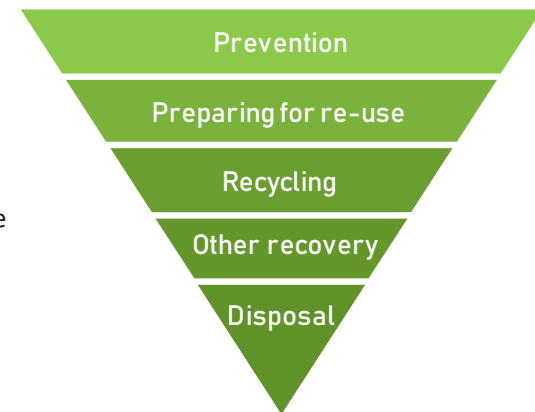 Prevention
Preparing for re-use
Recycling
e
Other recovery
Disposal